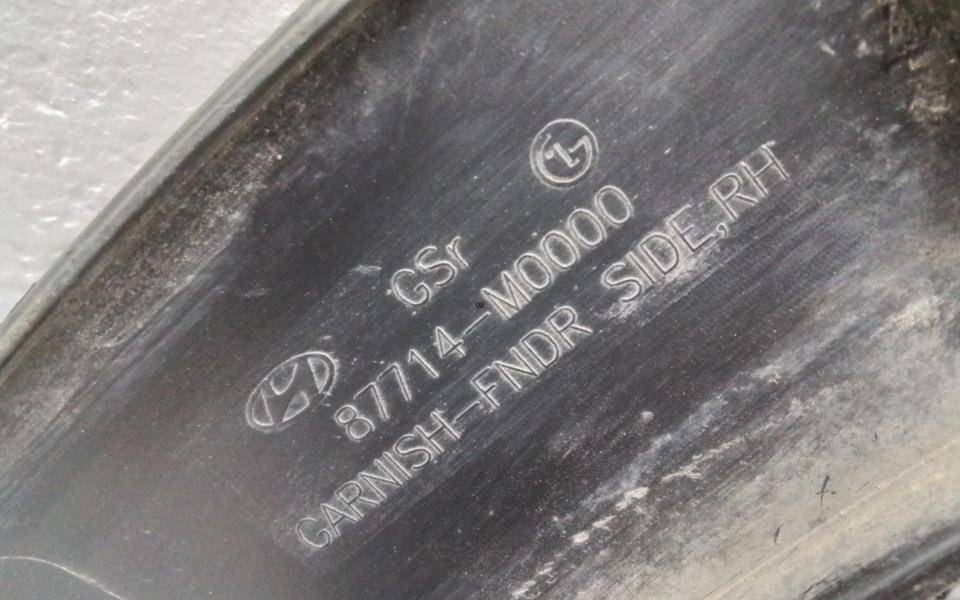 GSr
87714-M0000
GARNISH-FNDR SIDE,RH